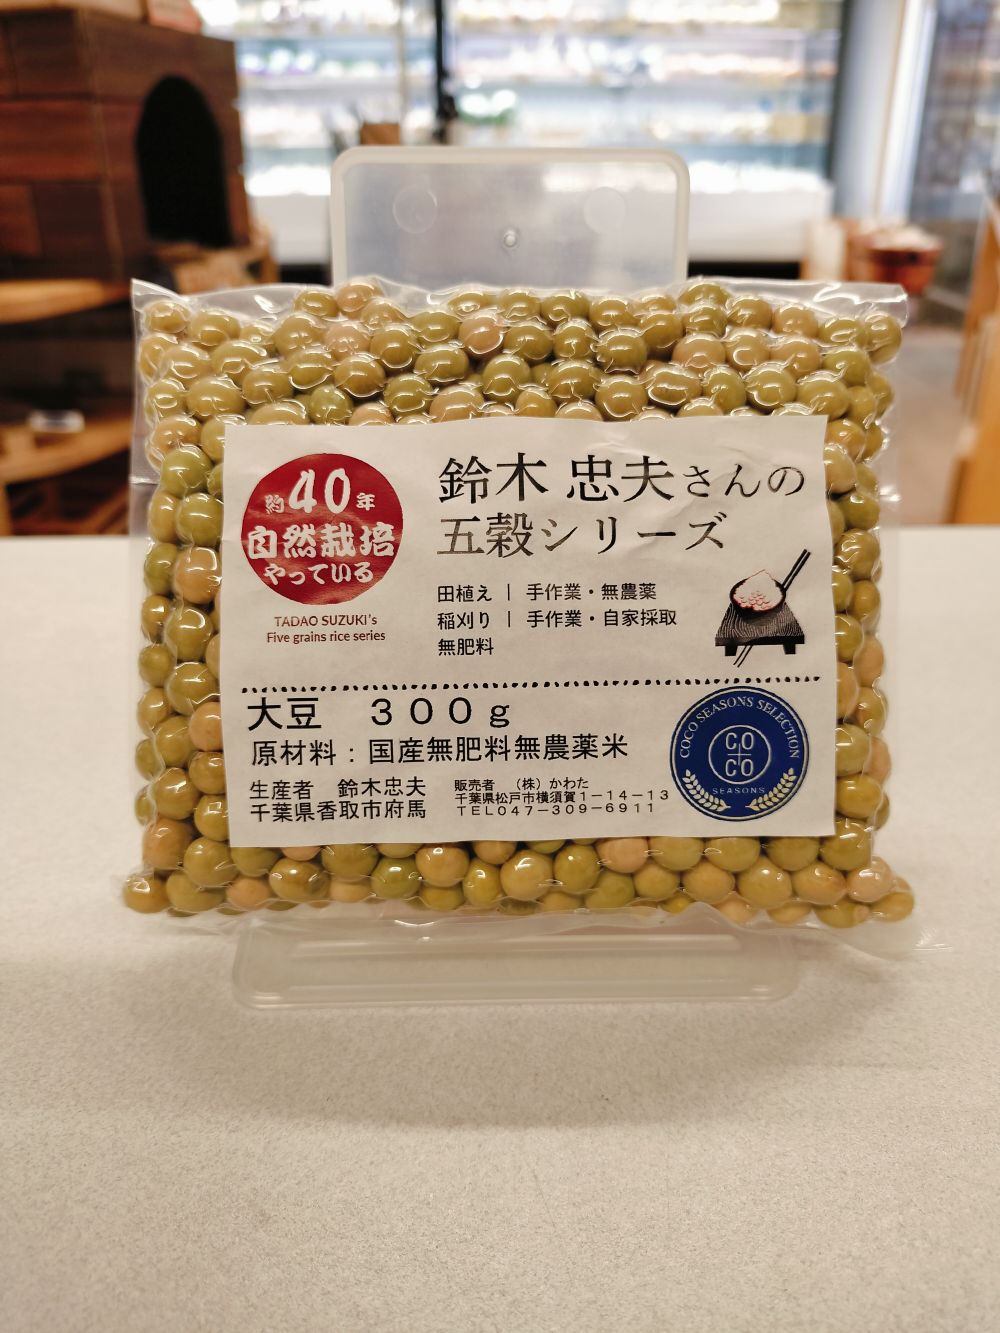 約40年
自然栽培
やっている
TADAO SUZUKI's
Five grains rice series
鈴木 忠夫さんの
五穀シリーズ
田植え | 手作業・無農薬
稲刈り | 手作業・自家採取
無肥料
大豆 300g
原材料:国産無肥料無農薬米
生産者 鈴木忠夫
千葉県香取市府馬
販売者 (株)かわた
千葉県松戸市横須賀1-14-13
TEL047-309-6911
COCO SEASONS SELECTION
CO
CO
SEASONS